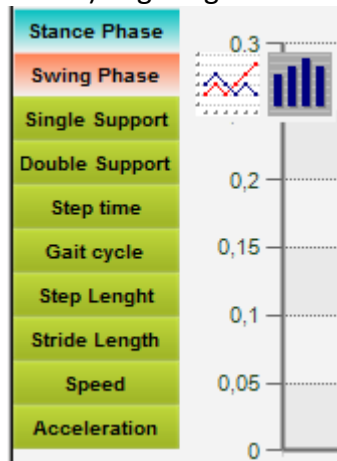 Stance Phase
Swing Phase
Single Support
Double Support
Step time
Gait cycle
Step Lenght
Stride Length
Speed
Acceleration
0.3
0,2
0,15
0,1
0,05
0